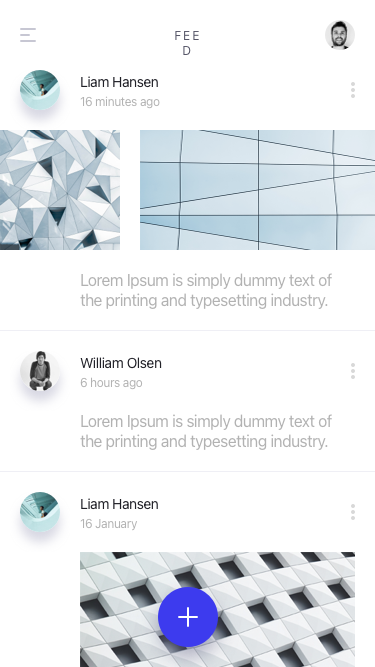 FEE
D
Liam Hansen
16 minutes ago
Lorem Ipsum is simply dummy text of
the printing and typesetting industry.
William Olsen
6 hours ago
Lorem Ipsum is simply dummy text of
the printing and typesetting industry.
Liam Hansen
16 January